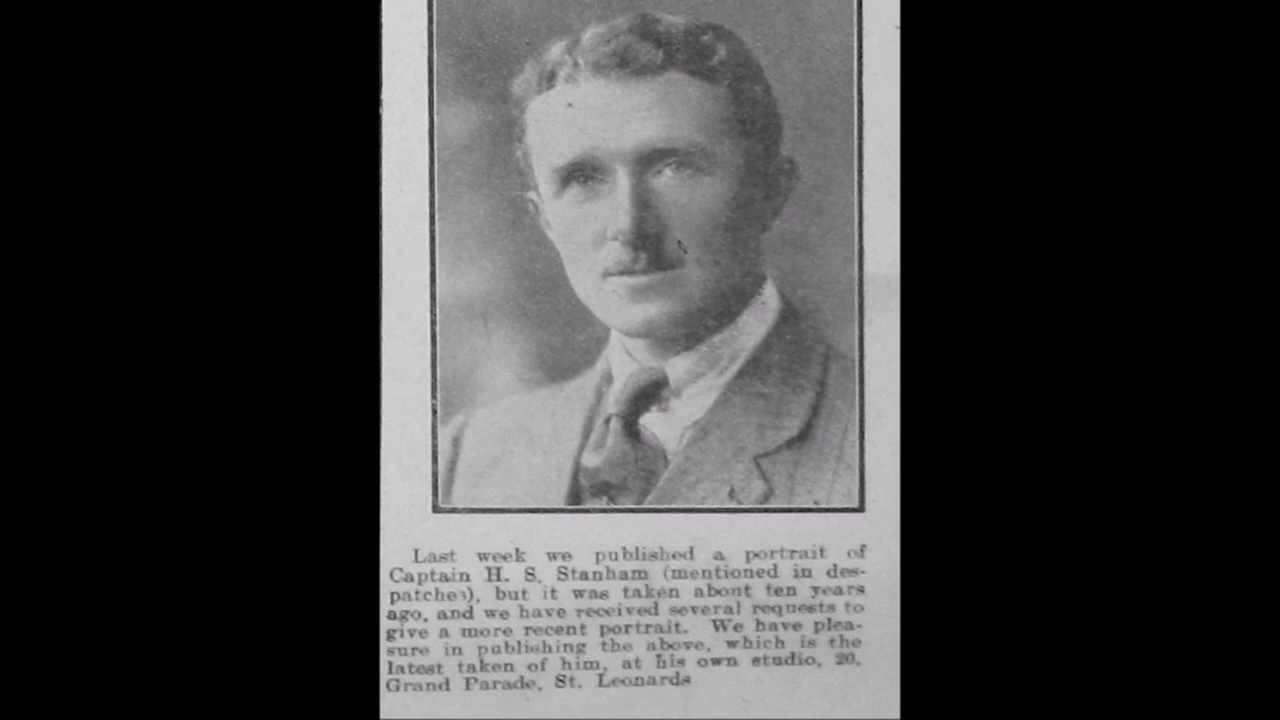 Last week we published a portrait of
Captain H. S. Stanham (mentioned in des-
patches), but it was taken about ten years
ago, and we have received several requests to
give a more recent portrait. We have plea-
sure in publishing the above, which is the
latest taken of him, at his own studio, 20,
Grand Parade, St. Leonards